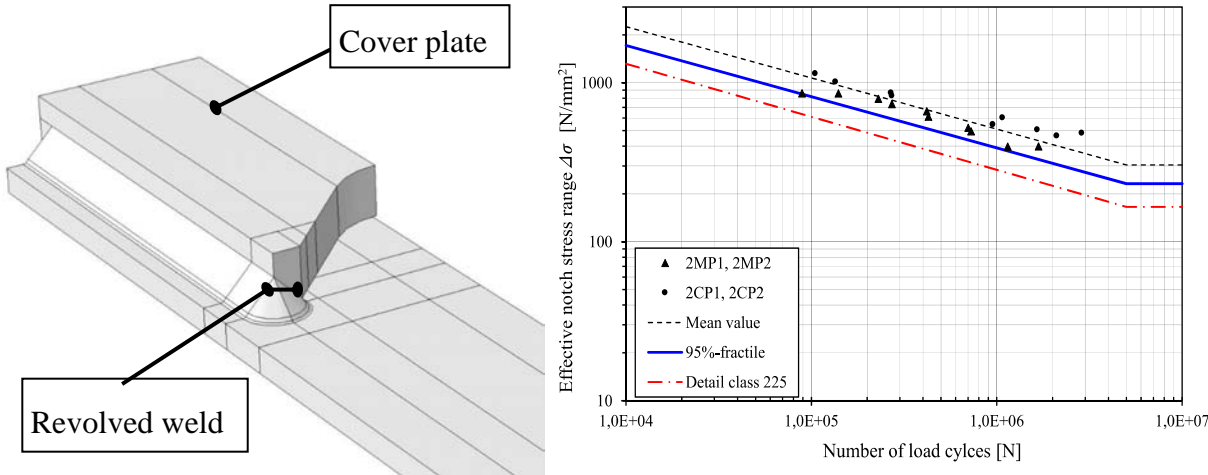 Cover plate
Revolved weld
Effective notch stress range Δσ [N/mm²]
1000
100
10
1,0E+04
1,0E+05
1,0E+06
1,0E+07
2MP1, 2MP2
2CP1, 2CP2
Mean value
95%-fractile
Detail class 225
Number of load cylces [N]